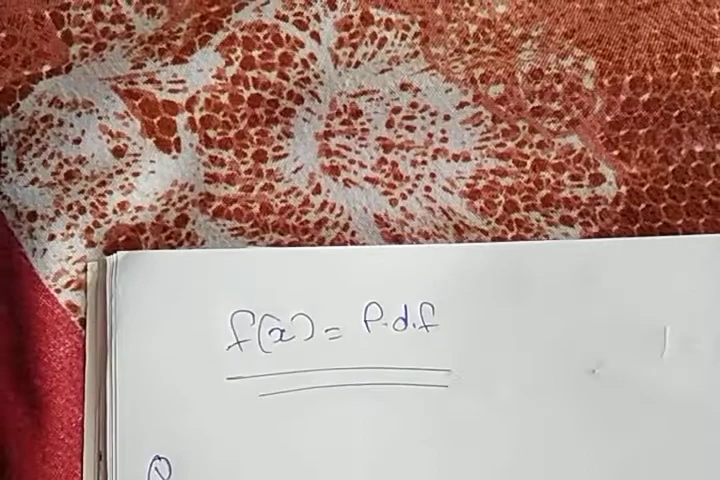 f(x) = P.d.f